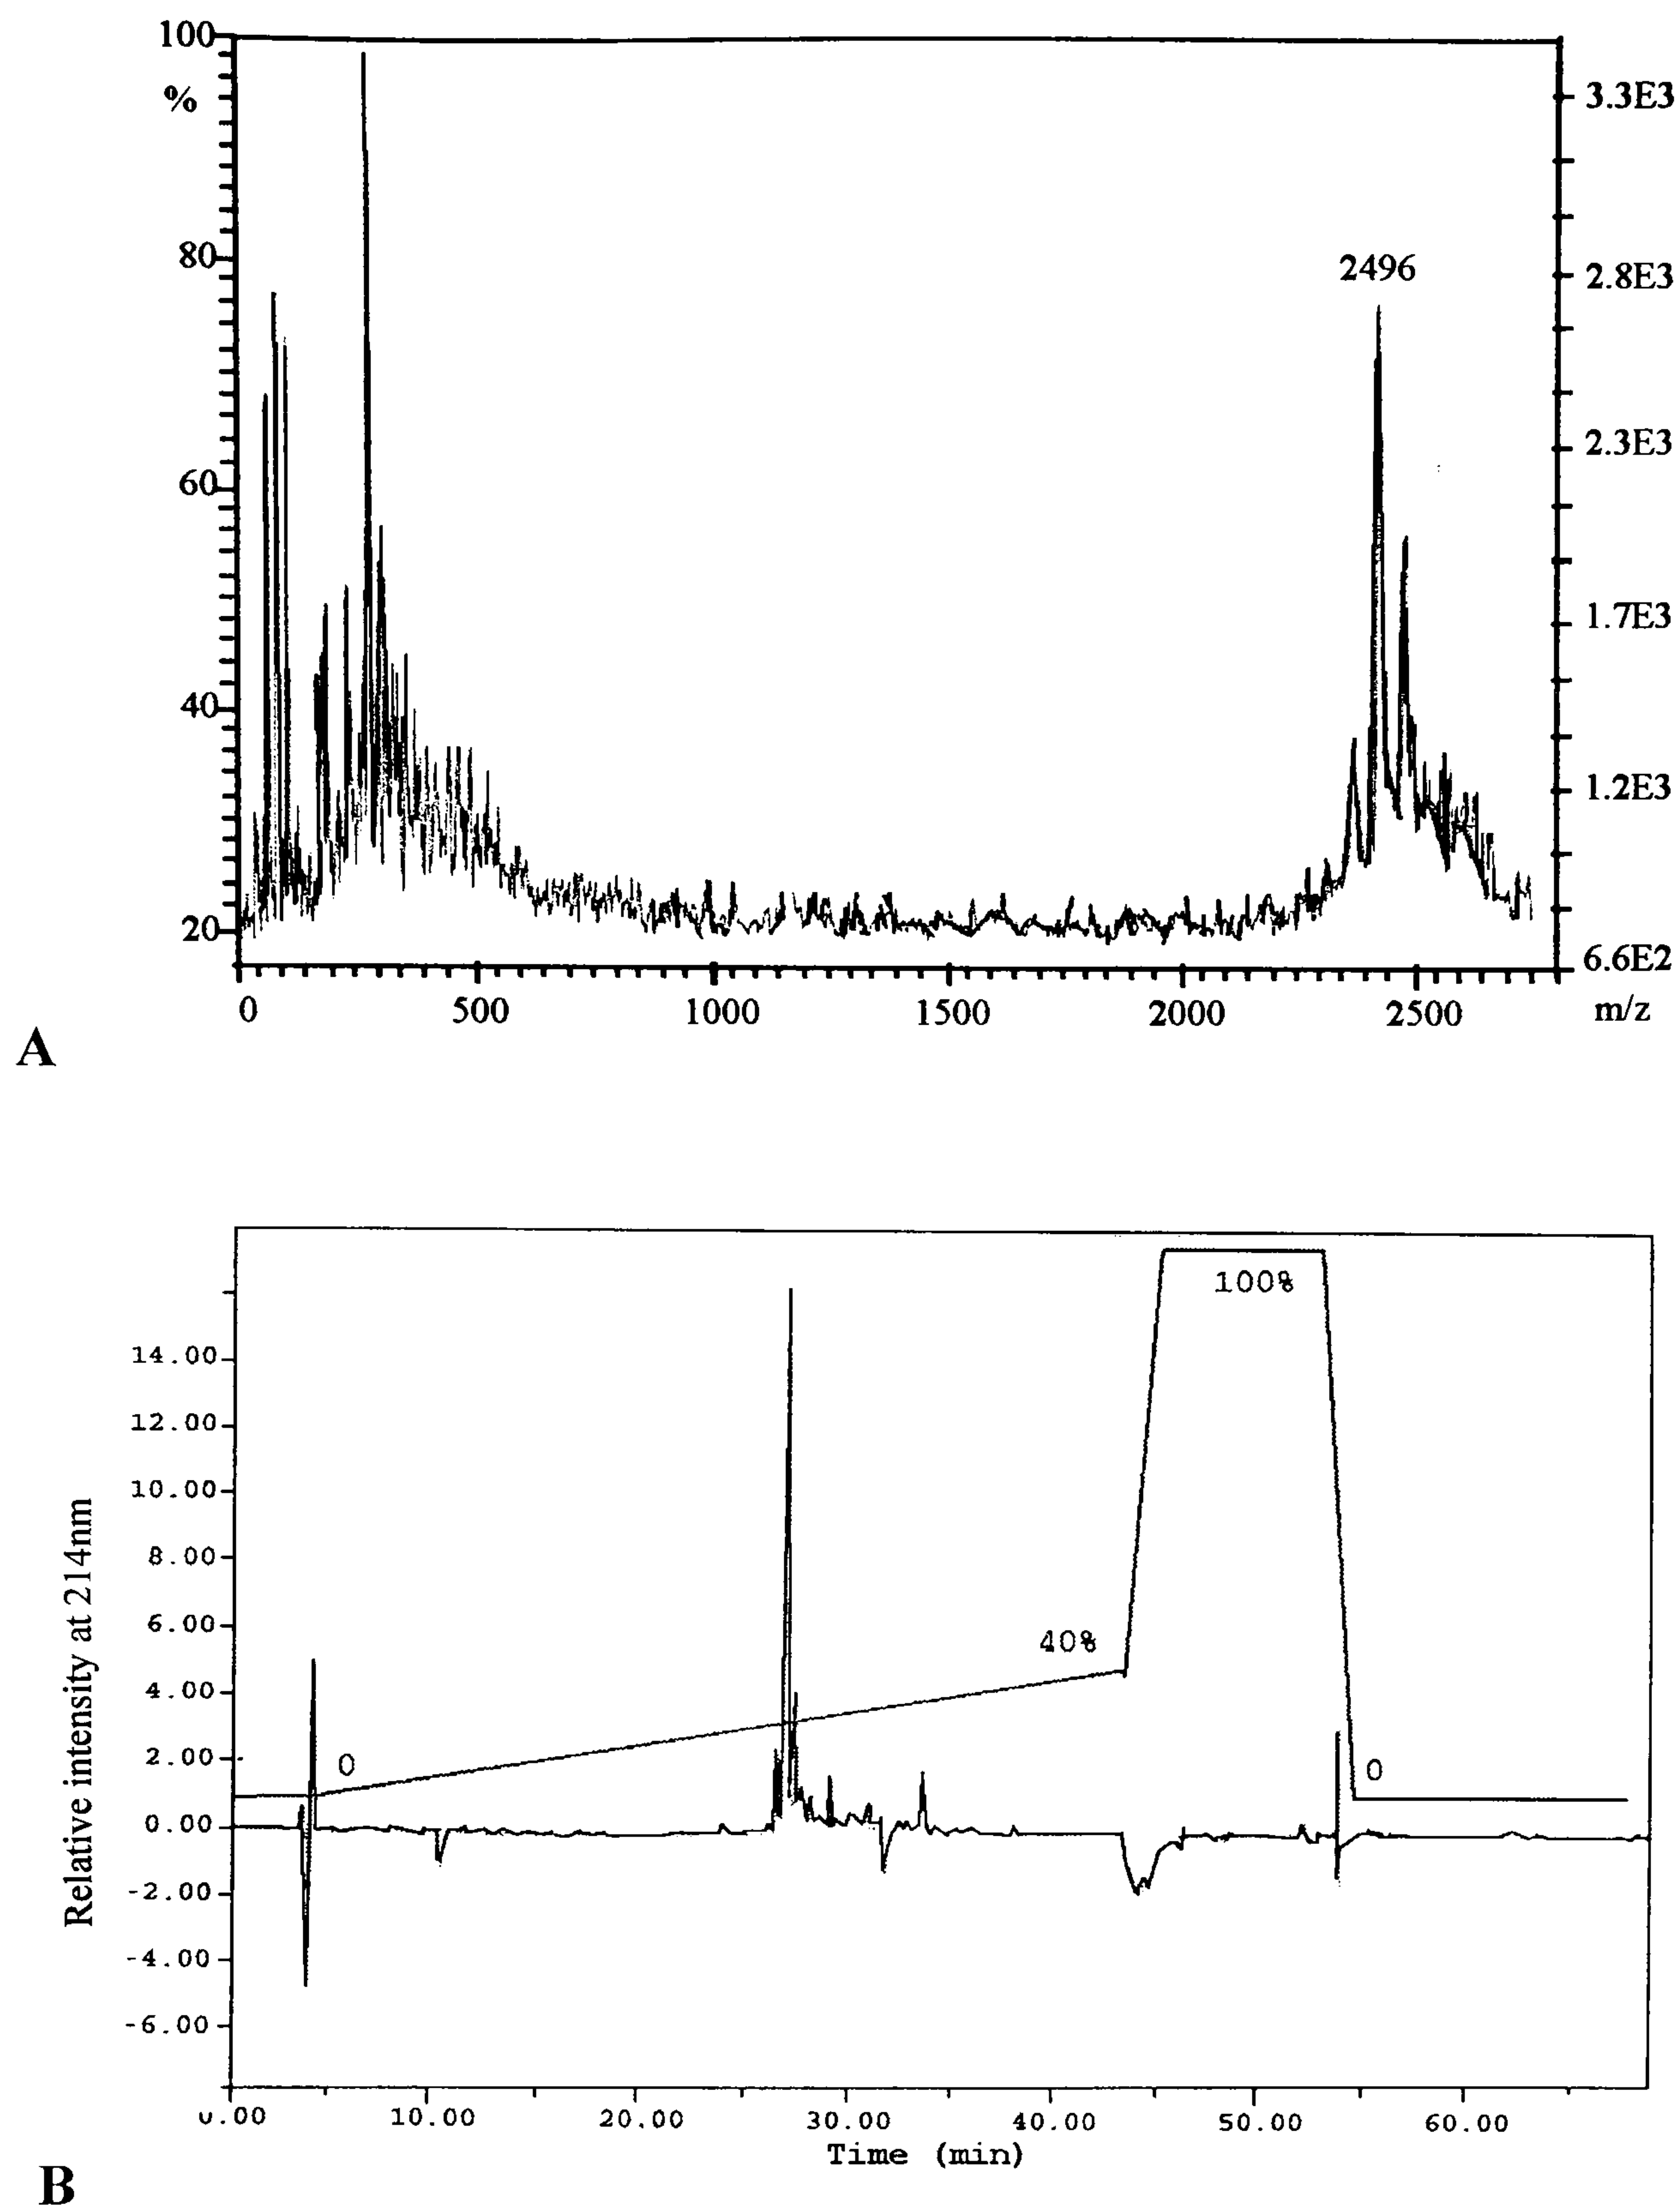 100
%
3.3E3
80
2496
2.8E3
2.3E3
60
1.7E3
40
1.2E3
20
6.6E2
0 500 1000 1500 2000 2500 m/z
A
100%
14.00
12.00
10.00
8.00
6.00
40%
4.00
2.00
0
0
0.00
-2.00
-4.00
-6.00
Relative intensity at 214nm
0.00 10.00 20.00 30.00 40.00 50.00 60.00
Time (min)
B